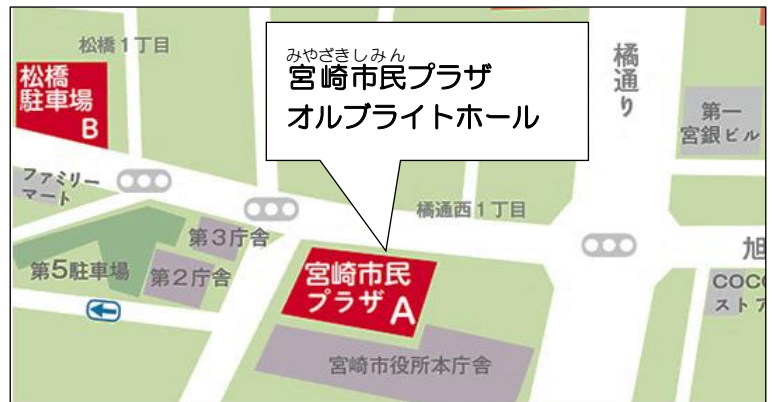 松橋1丁目
松橋
駐車場
B
ファミリー
マート
第5駐車場
第3庁舎
第2庁舎
みやざきしみん
宮崎市民プラザ
オルブライトホール
橘通西1丁目
宮崎市民
プラザ A
宮崎市役所本庁舎
橘通り
第一
宮銀ビル
旭
COCO
ストア